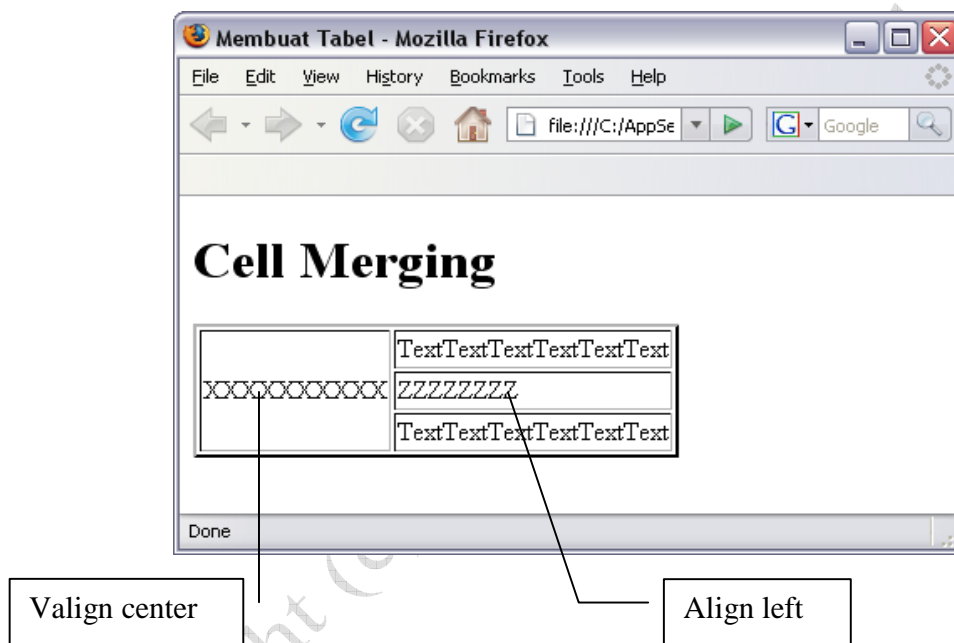 Membuat Tabel - Mozilla Firefox
File Edit View History Bookmarks Tools Help
file:///C:/AppSe G Google
Cell Merging
TextTextTextTextTextText
XXXXXXXXXXX ZZZZZZZZ
TextTextTextTextTextText
Done
Valign center Align left